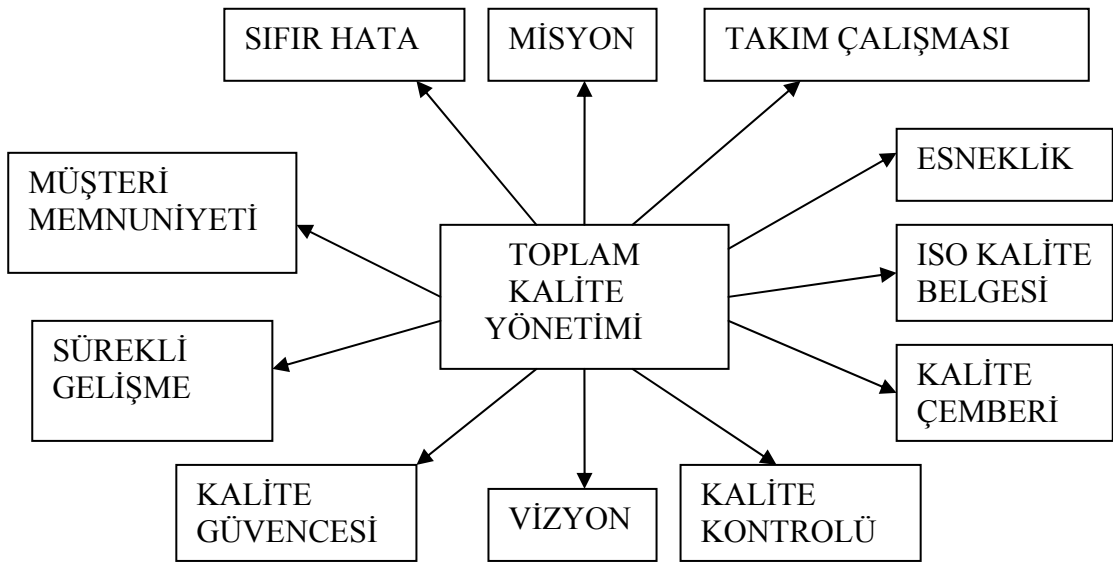 SIFIR HATA
MİSYON
TAKIM ÇALIŞMASI
MÜŞTERİ
MEMNUNİYETİ
ESNEKLİK
TOPLAM
KALİTE
YÖNETİMİ
ISO KALİTE
BELGESİ
SÜREKLİ
GELİŞME
KALİTE
ÇEMBERİ
KALİTE
GÜVENCESİ
VİZYON
KALİTE
KONTROLÜ